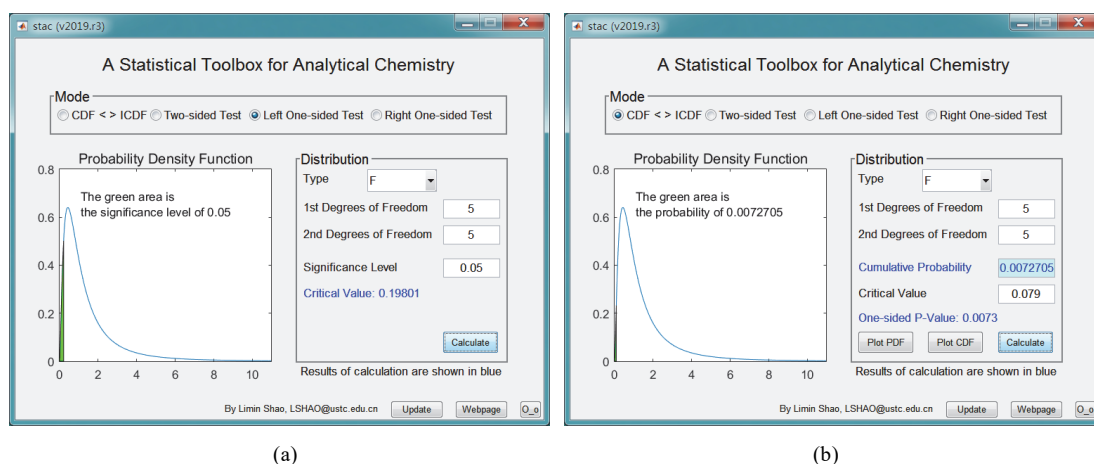 stac (v2019.r3)
A Statistical Toolbox for Analytical Chemistry
Mode
CDF < > ICDF Two-sided Test Left One-sided Test Right One-sided Test
Probability Density Function
0.8
0.6
0.4
0.2
0
0 2 4 6 8 10
The green area is
the significance level of 0.05
Distribution
Type F
1st Degrees of Freedom 5
2nd Degrees of Freedom 5
Significance Level 0.05
Critical Value: 0.19801
Calculate
Results of calculation are shown in blue
By Limin Shao, LSHAO@ustc.edu.cn Update Webpage O_o
(a)
stac (v2019.r3)
A Statistical Toolbox for Analytical Chemistry
Mode
CDF < > ICDF Two-sided Test Left One-sided Test Right One-sided Test
Probability Density Function
0.8
0.6
0.4
0.2
0
0 2 4 6 8 10
The green area is
the probability of 0.0072705
Distribution
Type F
1st Degrees of Freedom 5
2nd Degrees of Freedom 5
Cumulative Probability 0.0072705
Critical Value 0.079
One-sided P-Value: 0.0073
Plot PDF Plot CDF Calculate
Results of calculation are shown in blue
By Limin Shao, LSHAO@ustc.edu.cn Update Webpage O_o
(b)